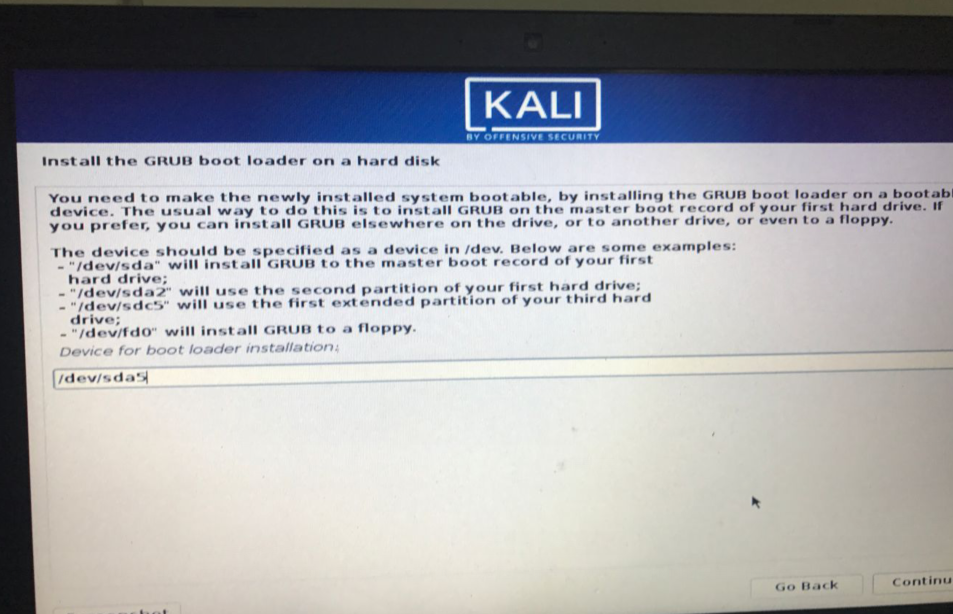 KALI
BY OFFENSIVE SECURITY
Install the GRUB boot loader on a hard disk
You need to make the newly installed system bootable, by installing the GRUB boot loader on a
device. The usual way to do this is to install GRUB on the master boot record of your first hard drive. If
you prefer, you can install GRUB elsewhere on the drive, or to another drive, or even to a floppy.
The device should be specified as a device in /dev. Below are some examples:
- "/dev/sda" will install GRUB to the master boot record of your first
hard drive;
- "/dev/sda2" will use the second partition of your first hard drive;
- "/dev/sdc5" will use the first extended partition of your third hard
drive;
- "/dev/fd0" will install GRUB to a floppy.
Device for boot loader installation:
/dev/sda5
Go Back
Continu